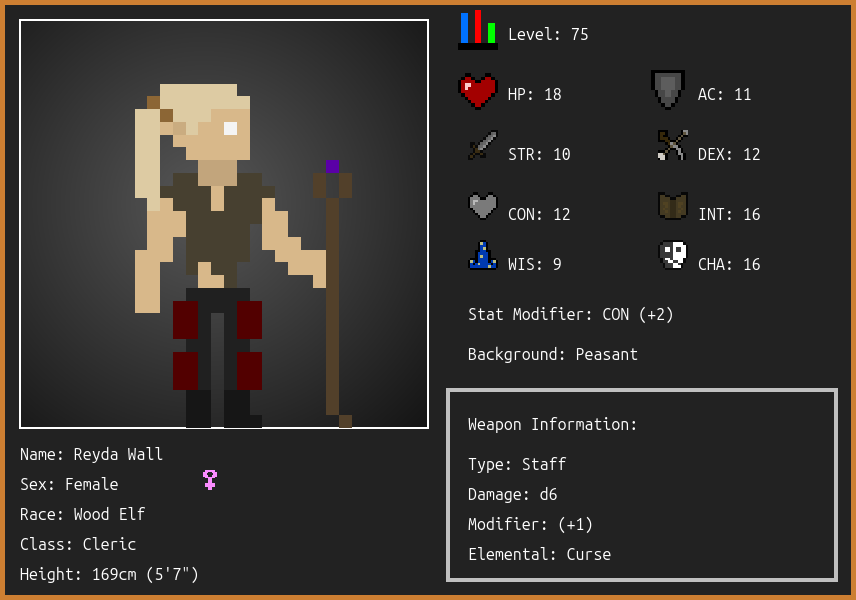 Level: 75
HP: 18
AC: 11
STR: 10
DEX: 12
CON: 12
INT: 16
WIS: 9
CHA: 16
Stat Modifier: CON (+2)
Background: Peasant
Weapon Information:
Type: Staff
Damage: d6
Modifier: (+1)
Elemental: Curse
Name: Reyda Wall
Sex: Female
Race: Wood Elf
Class: Cleric
Height: 169cm (5'7")